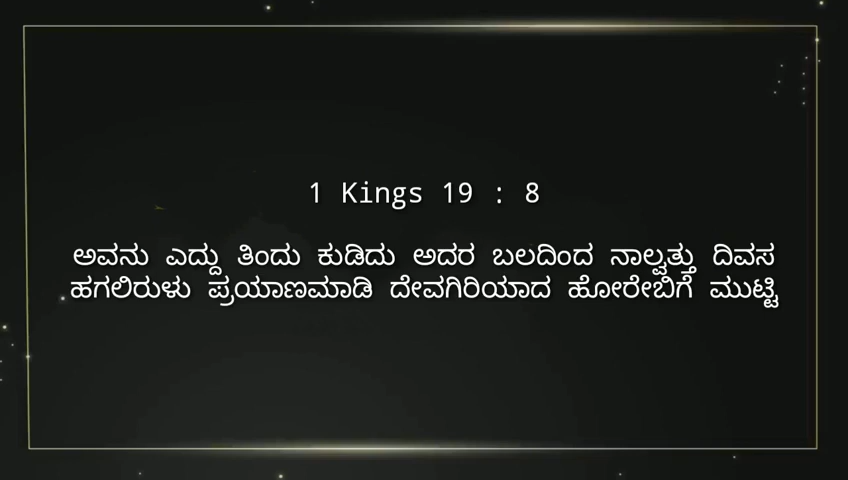 1 Kings 19 : 8
ಅವನು ಎದ್ದು ತಿಂದು ಕುಡಿದು ಅದರ ಬಲದಿಂದ ನಾಲ್ವತ್ತು ದಿವಸ
ಹಗಲಿರುಳು ಪ್ರಯಾಣಮಾಡಿ ದೇವಗಿರಿಯಾದ ಹೋರೇಬಿಗೆ ಮುಟ್ಟಿ